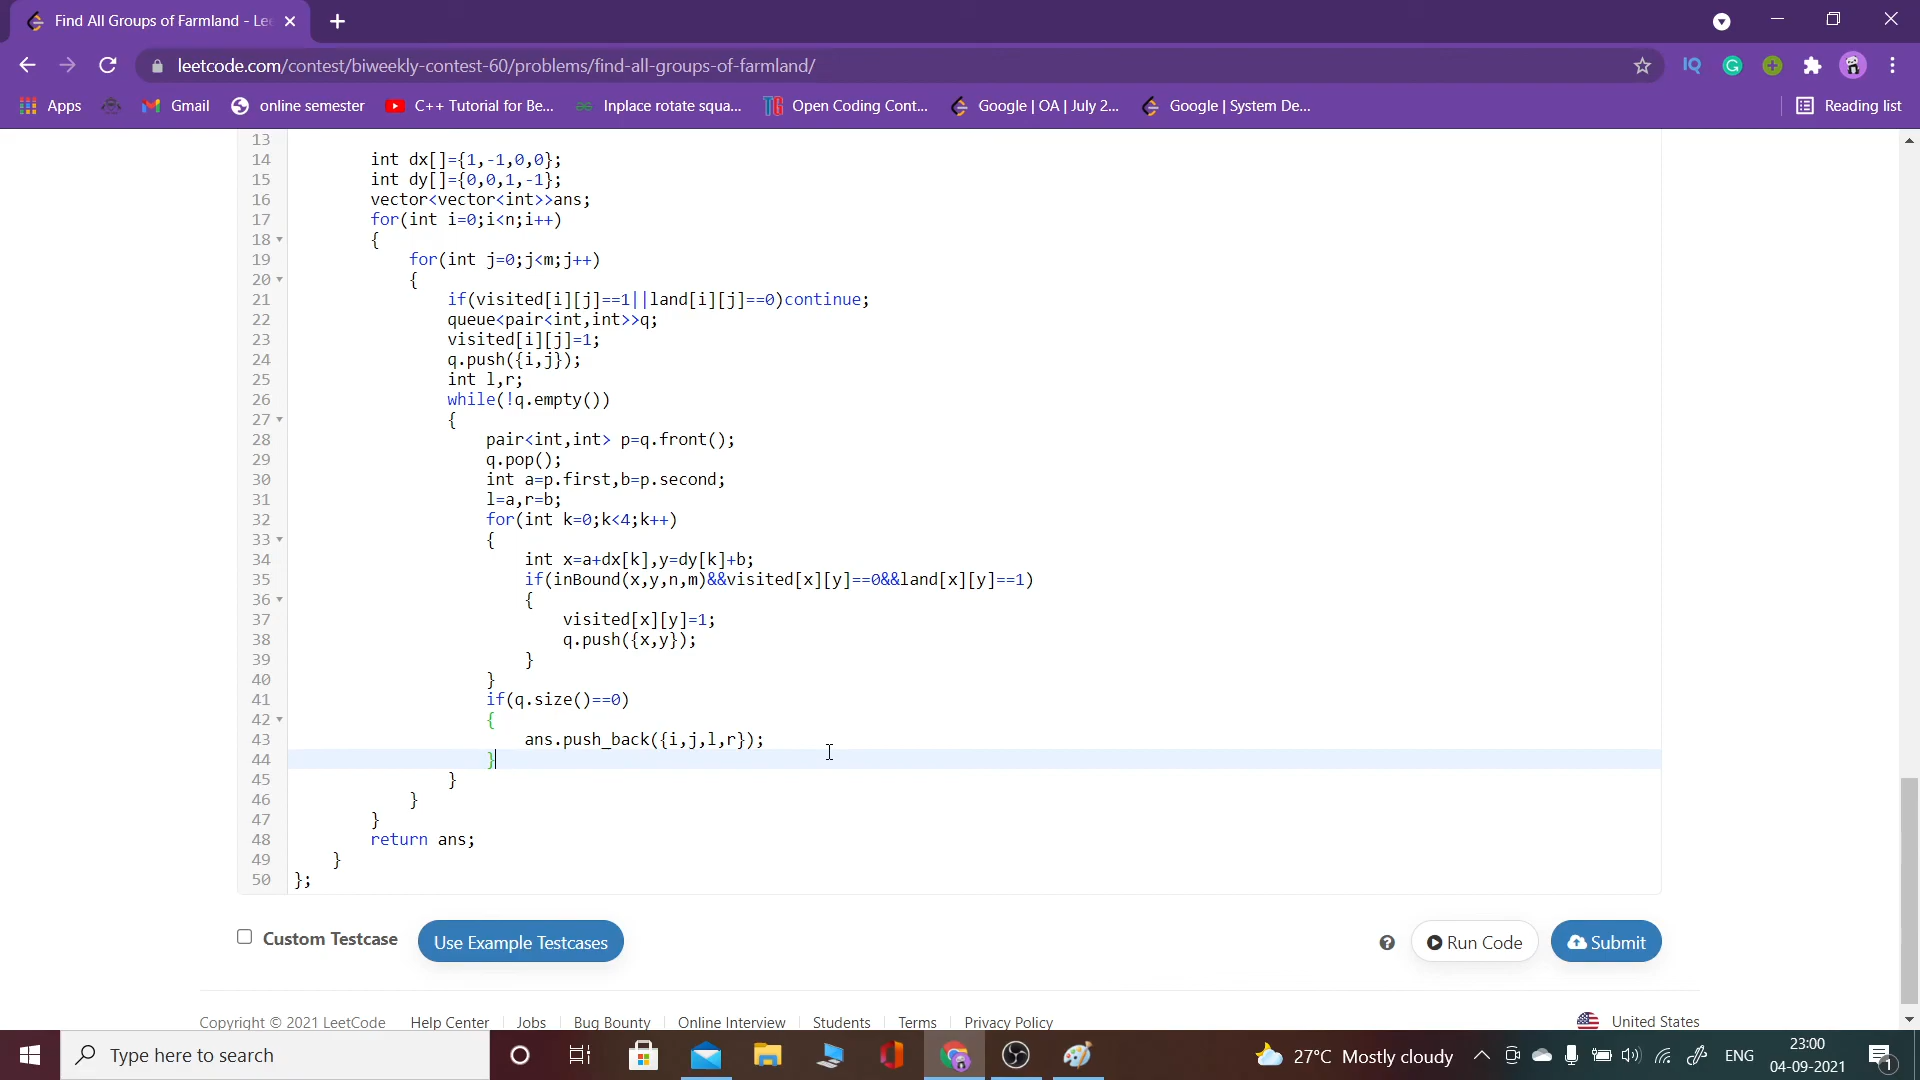 Find All Groups of Farmland - Le
leetcode.com/contest/biweekly-contest-60/problems/find-all-groups-of-farmland/
Apps Gmail online semester C++ Tutorial for Be... Inplace rotate squa... Open Coding Cont... Google | OA | July 2... Google | System De... Reading list
13
14 int dx[]={1,-1,0,0};
15 int dy[]={0,0,1,-1};
16 vector<vector<int>>ans;
17 for(int i=0;i<n;i++)
18 {
19 for(int j=0;j<m;j++)
20 {
21 if(visited[i][j]==1||land[i][j]==0)continue;
22 queue<pair<int,int>>q;
23 visited[i][j]=1;
24 q.push({i,j});
25 int l,r;
26 while(!q.empty())
27 {
28 pair<int,int> p=q.front();
29 q.pop();
30 int a=p.first,b=p.second;
31 l=a,r=b;
32 for(int k=0;k<4;k++)
33 {
34 int x=a+dx[k],y=dy[k]+b;
35 if(inBound(x,y,n,m)&&visited[x][y]==0&&land[x][y]==1)
36 {
37 visited[x][y]=1;
38 q.push({x,y});
39 }
40 }
41 if(q.size()==0)
42 {
43 ans.push_back({i,j,l,r});
44 }
45 }
46 }
47 }
48 return ans;
49 }
50 };
Custom Testcase Use Example Testcases Run Code Submit
Copyright © 2021 LeetCode Help Center Jobs Bug Bounty Online Interview Students Terms Privacy Policy United States
Type here to search 27°C Mostly cloudy ENG 23:00
04-09-2021 1